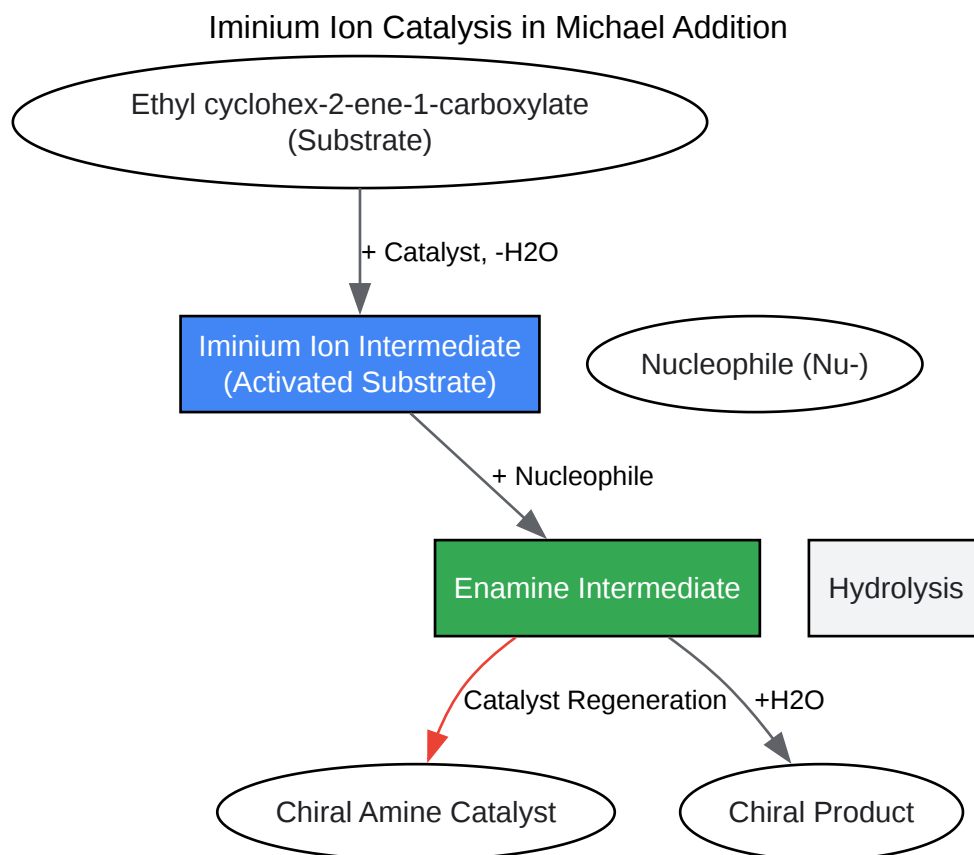 Iminium Ion Catalysis in Michael Addition
Ethyl cyclohex-2-ene-1-carboxylate
(Substrate)
+ Catalyst, -H2O
Iminium Ion Intermediate
(Activated Substrate)
Nucleophile (Nu-)
+ Nucleophile
Enamine Intermediate
Hydrolysis
Catalyst Regeneration
+H2O
Chiral Amine Catalyst
Chiral Product